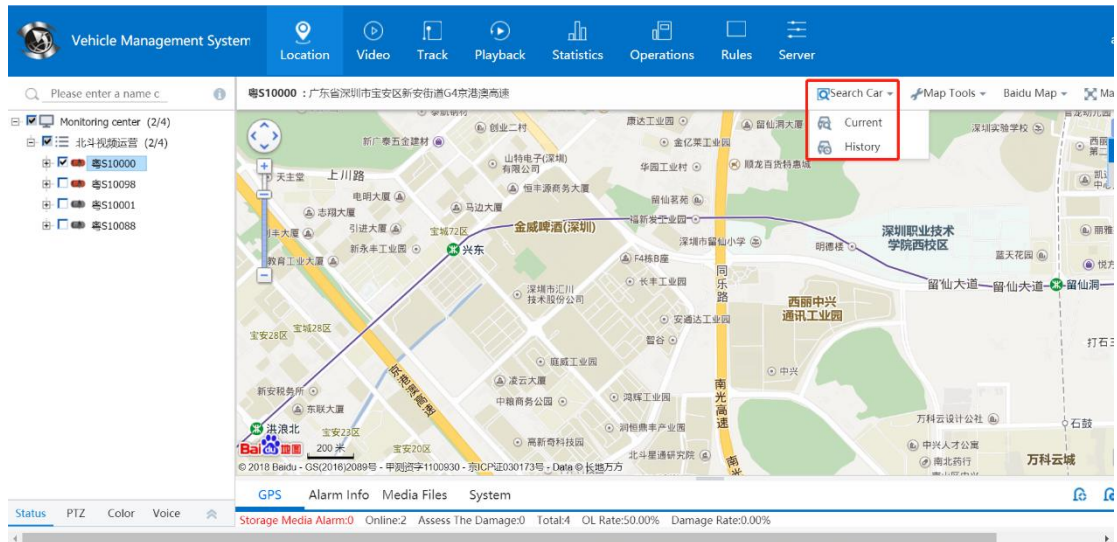 Vehicle Management System
Location
Video
Track
Playback
Statistics
Operations
Rules
Server
Please enter a name c
粤S10000 : 广东省深圳市宝安区新安街道G4京港澳高速
Search Car
Map Tools
Baidu Map
Ma
Current
History
Monitoring center (2/4)
北斗视频运营 (2/4)
粤S10000
粤S10098
粤S10001
粤S10088
创业二村
康达工业园
留仙洞大厦
深圳实验学校
新广泰五金建材
金亿莱工业园
山特电子(深圳)
有限公司
华园工业村
顺龙百货特惠城
天主堂
上川路
恒丰源商务大厦
电明大厦
留仙茗苑
志翔大厦
马边大厦
福新发工业园
引进大厦
宝城72区
金威啤酒(深圳)
深圳职业技术
学院西校区
丽雅
新永丰工业园
兴东
深圳市留仙小学
明德楼
蓝天花园
教育工业大厦
F4栋B座
同乐路
深圳市汇川
技术股份公司
长丰工业园
留仙大道
留仙大道
留仙洞
西丽中兴
通讯工业园
安通达工业园
宝安28区
宝城28区
智谷
打石
庭威工业园
中兴
京港澳高速
凌云大厦
新安税务所
中粮商务公园
鸿辉工业园
南光高速
东联大厦
万科云设计公社
石鼓
洪浪北
宝安23区
润恒鼎丰产业园
高新奇科技园
中兴人才公寓
Bai 地图
200 米
宝安20区
北斗星通研究院
南
南北药行
万科云城
© 2018 Baidu - GS(2016)2089号 - 甲测资字1100930 - 京ICP证030173号 - Data © 长地万方
GPS
Alarm Info
Media Files
System
Status
PTZ
Color
Voice
Storage Media Alarm:0 Online:2 Assess The Damage:0 Total:4 OL Rate:50.00% Damage Rate:0.00%